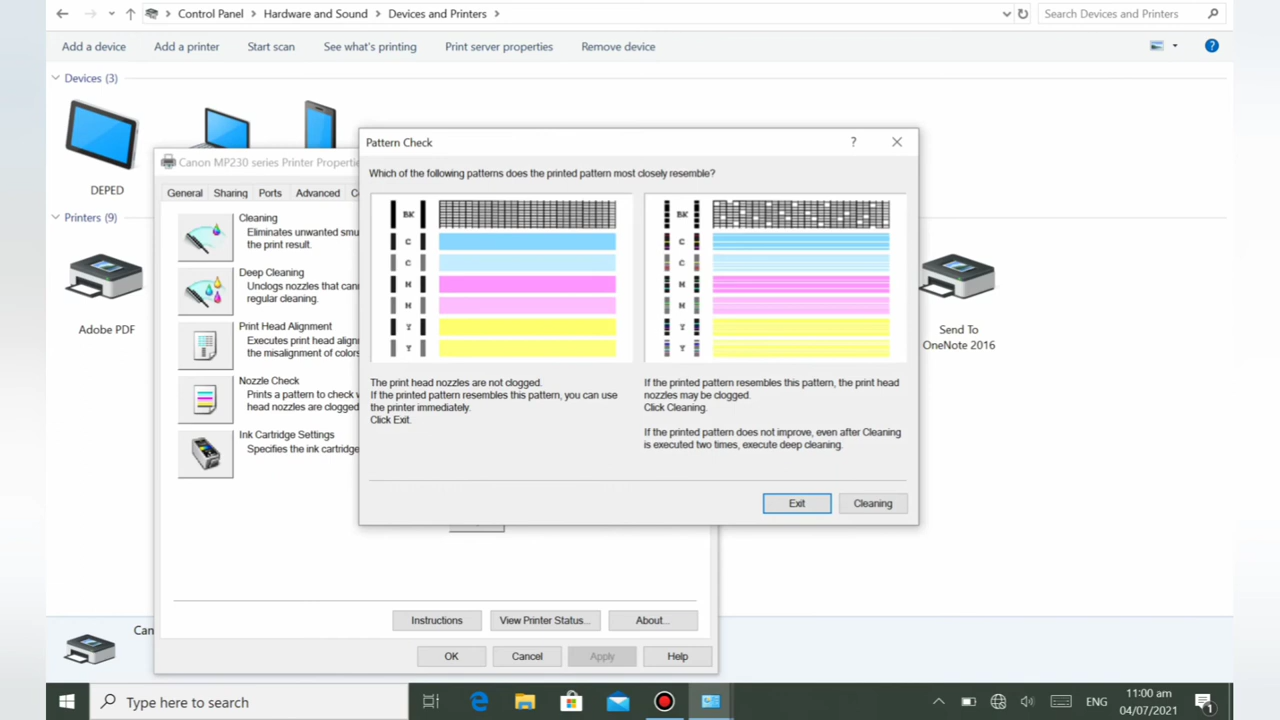 Control Panel > Hardware and Sound > Devices and Printers >
Search Devices and Printers
Add a device
Add a printer
Start scan
See what's printing
Print server properties
Remove device
?
Devices (3)
DEPED
Printers (9)
Adobe PDF
Send To
OneNote 2016
Can
Canon MP230 series Printer Properti
General
Sharing
Ports
Advanced
Cleaning
Eliminates unwanted smu
the print result.
Deep Cleaning
Unclogs nozzles that can
regular cleaning.
Print Head Alignment
Executes print head align
the misalignment of colors
Nozzle Check
Prints a pattern to check w
head nozzles are clogged
Ink Cartridge Settings
Specifies the ink cartridge
Pattern Check
?
Which of the following patterns does the printed pattern most closely resemble?
BK
C
C
M
M
Y
Y
BK
C
C
M
M
Y
Y
The print head nozzles are not clogged.
If the printed pattern resembles this pattern, you can use
the printer immediately.
Click Exit.
If the printed pattern resembles this pattern, the print head
nozzles may be clogged.
Click Cleaning.
If the printed pattern does not improve, even after Cleaning
is executed two times, execute deep cleaning.
Exit
Cleaning
Instructions
View Printer Status...
About...
OK
Cancel
Apply
Help
Type here to search
ENG
11:00 am
04/07/2021
1